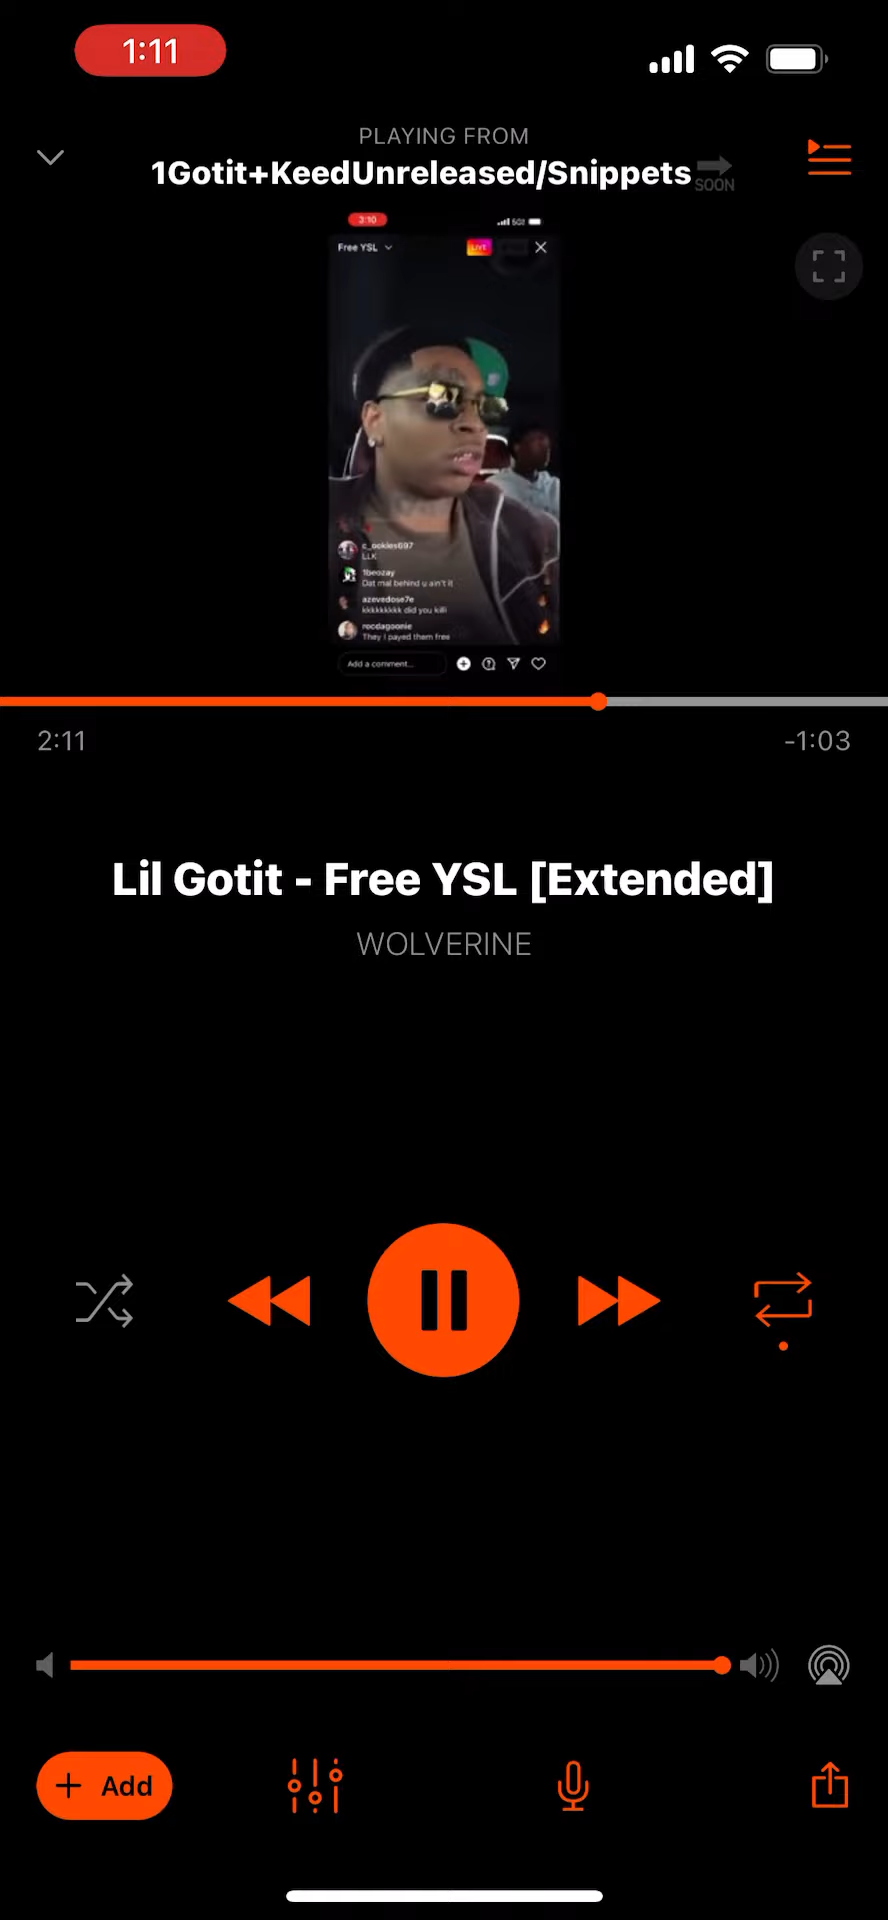 1:11
PLAYING FROM
1Gotit+KeedUnreleased/Snippets
SOON
3:10
Free YSL
LIVE
c_ookies697
LLK
1beozay
Dat mal behind u ain't it
azevedose7e
kkkkkkkkk did you killi
rocdagoonie
They I payed them free
Add a comment...
2:11
-1:03
Lil Gotit - Free YSL [Extended]
WOLVERINE
+ Add